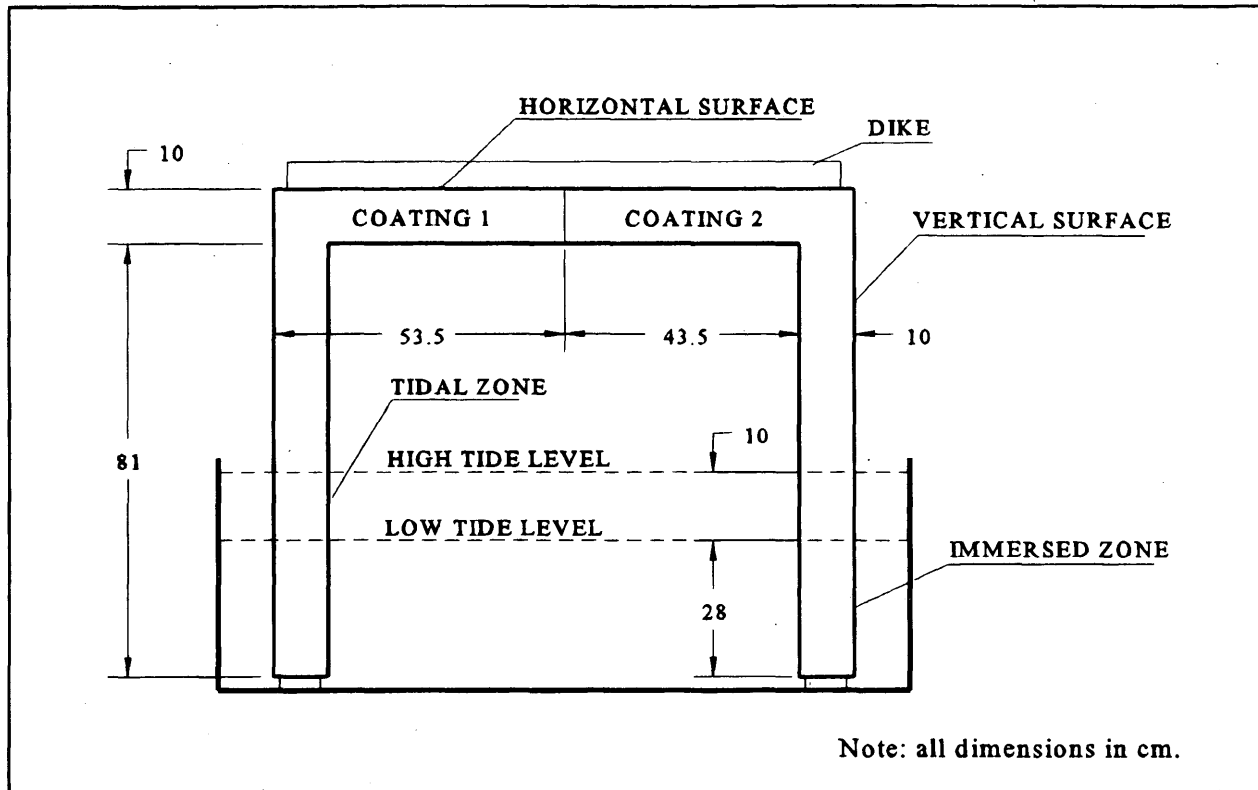 HORIZONTAL SURFACE
DIKE
10
COATING 1
COATING 2
VERTICAL SURFACE
53.5
43.5
10
TIDAL ZONE
81
10
HIGH TIDE LEVEL
LOW TIDE LEVEL
IMMERSED ZONE
28
Note: all dimensions in cm.